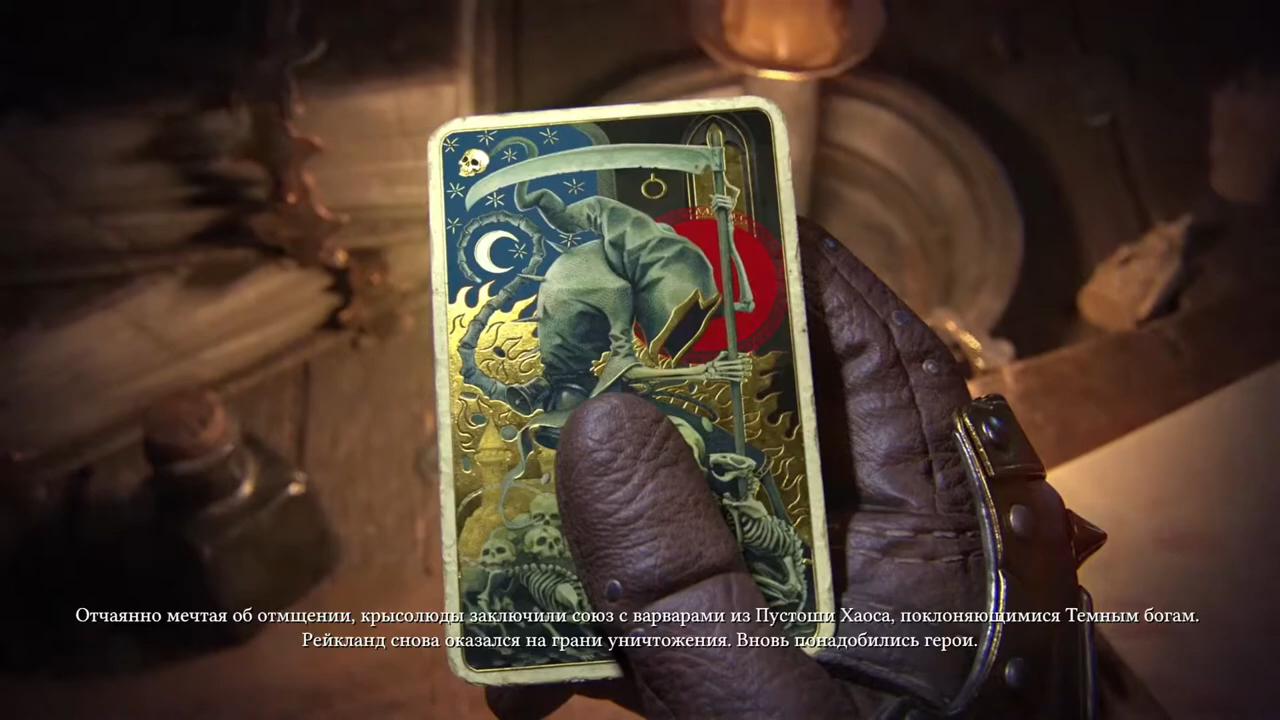 Отчаянно мечтая об отмщении, крысолюды заключили союз с варварами из Пустоши Хаоса, поклоняющимися Темным богам.
Рейкланд снова оказался на грани уничтожения. Вновь понадобились герои.